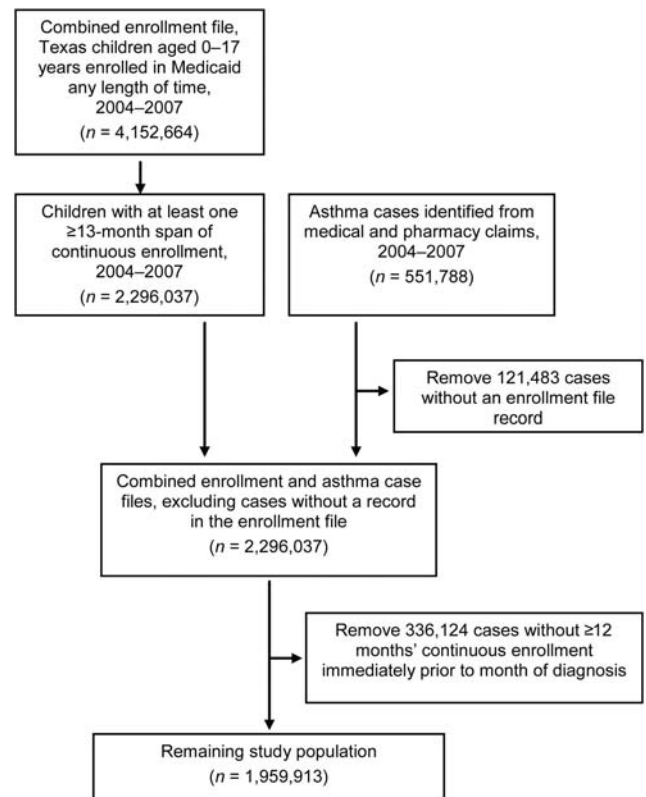 Combined enrollment file,
Texas children aged 0–17
years enrolled in Medicaid
any length of time,
2004–2007
(n = 4,152,664)
Children with at least one
≥13-month span of
continuous enrollment,
2004–2007
(n = 2,296,037)
Asthma cases identified from
medical and pharmacy claims,
2004–2007
(n = 551,788)
Remove 121,483 cases
without an enrollment file
record
Combined enrollment and asthma case
files, excluding cases without a record
in the enrollment file
(n = 2,296,037)
Remove 336,124 cases without ≥12
months’ continuous enrollment
immediately prior to month of diagnosis
Remaining study population
(n = 1,959,913)